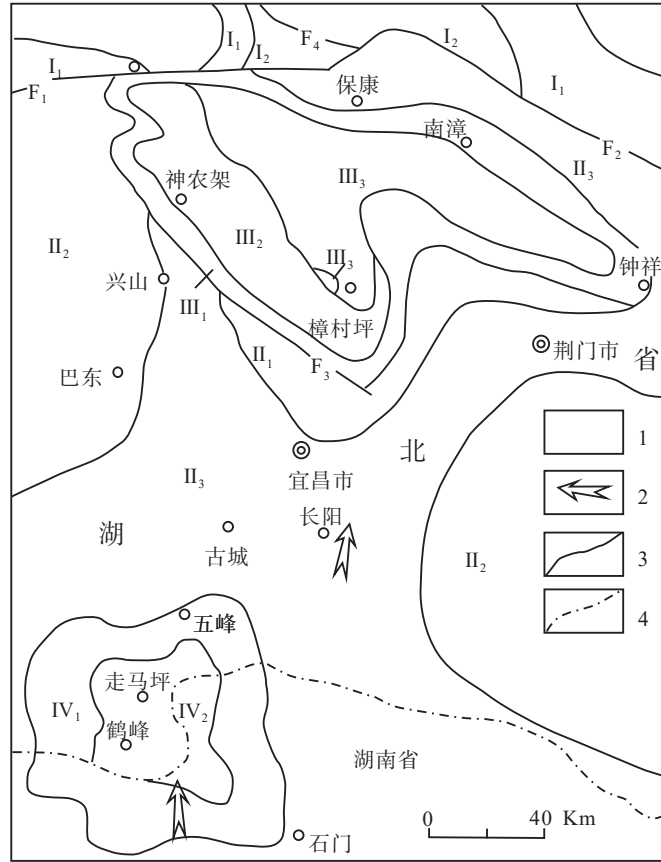 I₁
I₂
F₄
I₂
I₁
F₁
I₁
保康
南漳
F₂
II₃
神农架
III₃
III₂
II₂
III₃
钟祥
兴山
III₁
樟村坪
II₁
F₃
荆门市
省
巴东
1
北
II₃
宜昌市
2
长阳
湖
古城
3
II₂
4
五峰
走马坪
IV₁
IV₂
鹤峰
湖南省
0 40 Km
石门